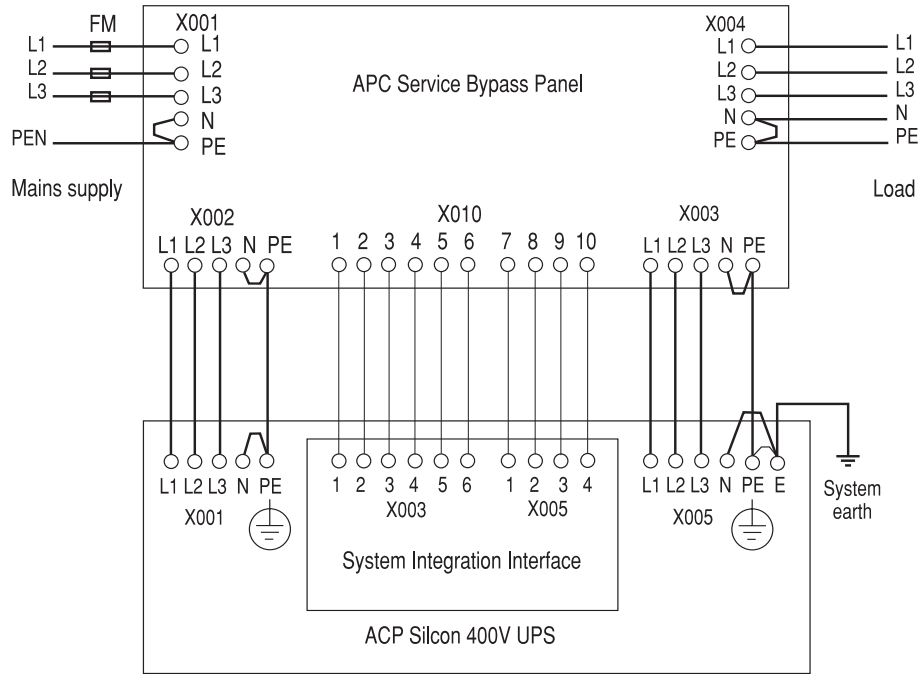 FM
X001
X004
L1
L1
L1
L1
L2
L2
L2
L2
L3
L3
L3
L3
APC Service Bypass Panel
N
N
N
PEN
PE
PE
PE
Mains supply
Load
X002
X010
X003
L1 L2 L3 N PE
1 2 3 4 5 6 7 8 9 10
L1 L2 L3 N PE
L1 L2 L3 N PE
1 2 3 4 5 6 1 2 3 4
L1 L2 L3 N PE E
X001
X003
X005
X005
System
earth
System Integration Interface
ACP Silcon 400V UPS